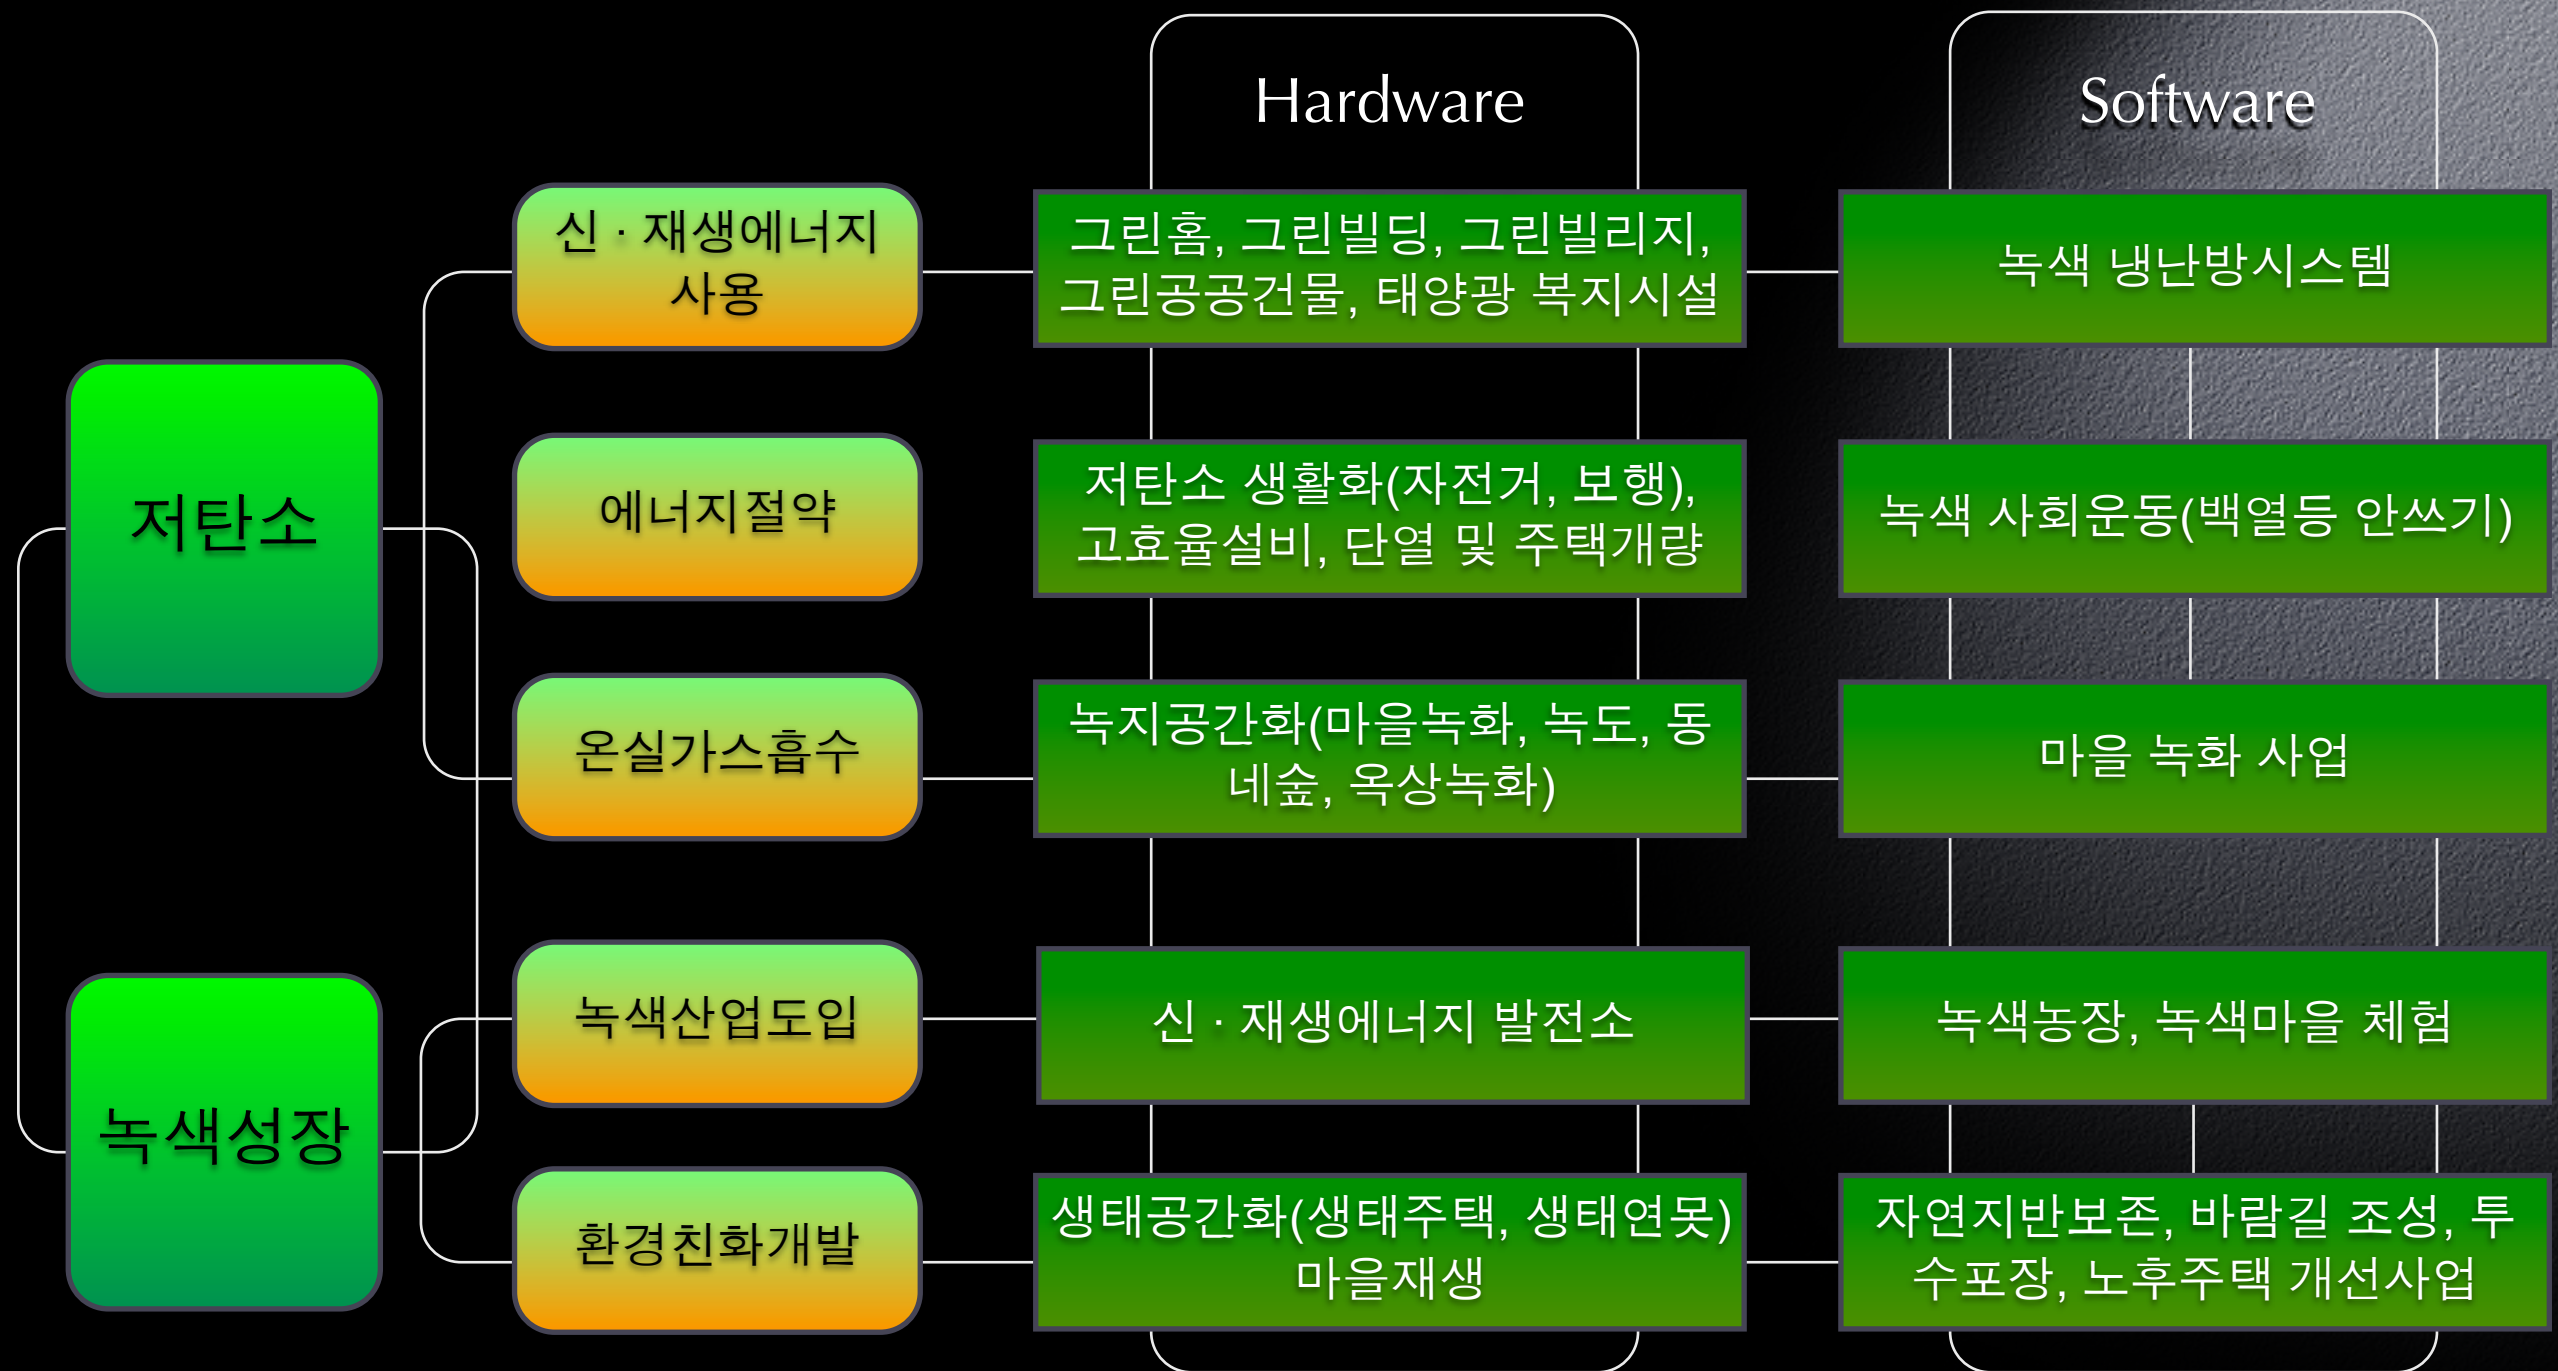 Hardware
Software
신 · 재생에너지
사용
그린홈, 그린빌딩, 그린빌리지,
그린공공건물, 태양광 복지시설
녹색 냉난방시스템
저탄소
에너지절약
저탄소 생활화(자전거, 보행),
고효율설비, 단열 및 주택개량
녹색 사회운동(백열등 안쓰기)
온실가스흡수
녹지공간화(마을녹화, 녹도, 동
네숲, 옥상녹화)
마을 녹화 사업
녹색성장
녹색산업도입
신 · 재생에너지 발전소
녹색농장, 녹색마을 체험
환경친화개발
생태공간화(생태주택, 생태연못)
마을재생
자연지반보존, 바람길 조성, 투
수포장, 노후주택 개선사업